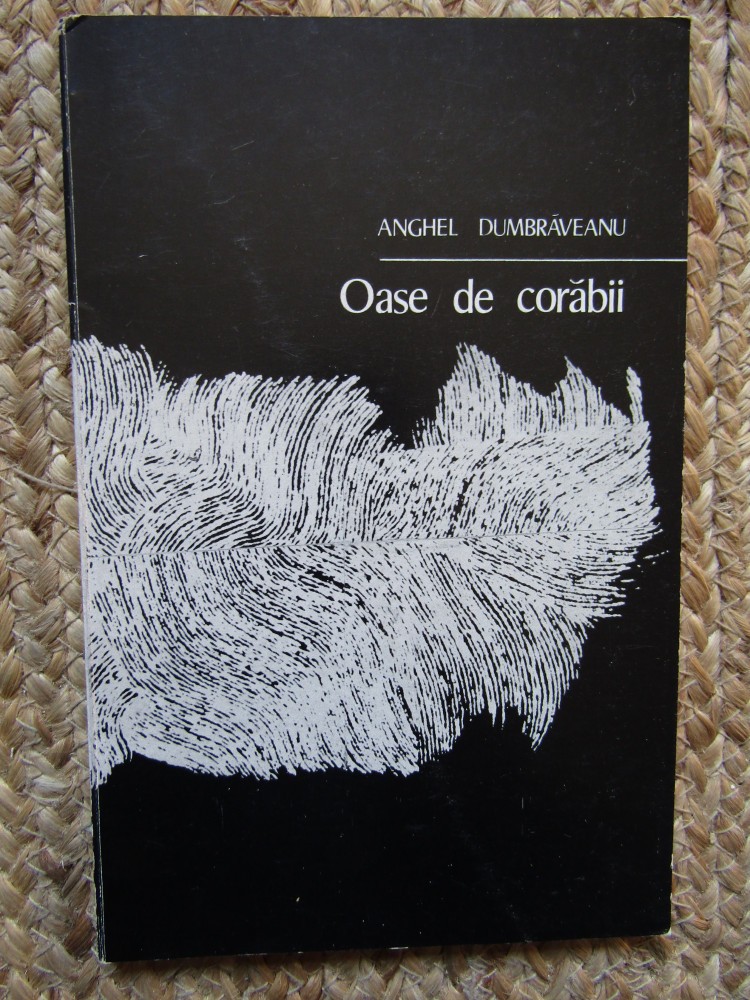 ANGHEL DUMBRĂVEANU
Oase de corăbii